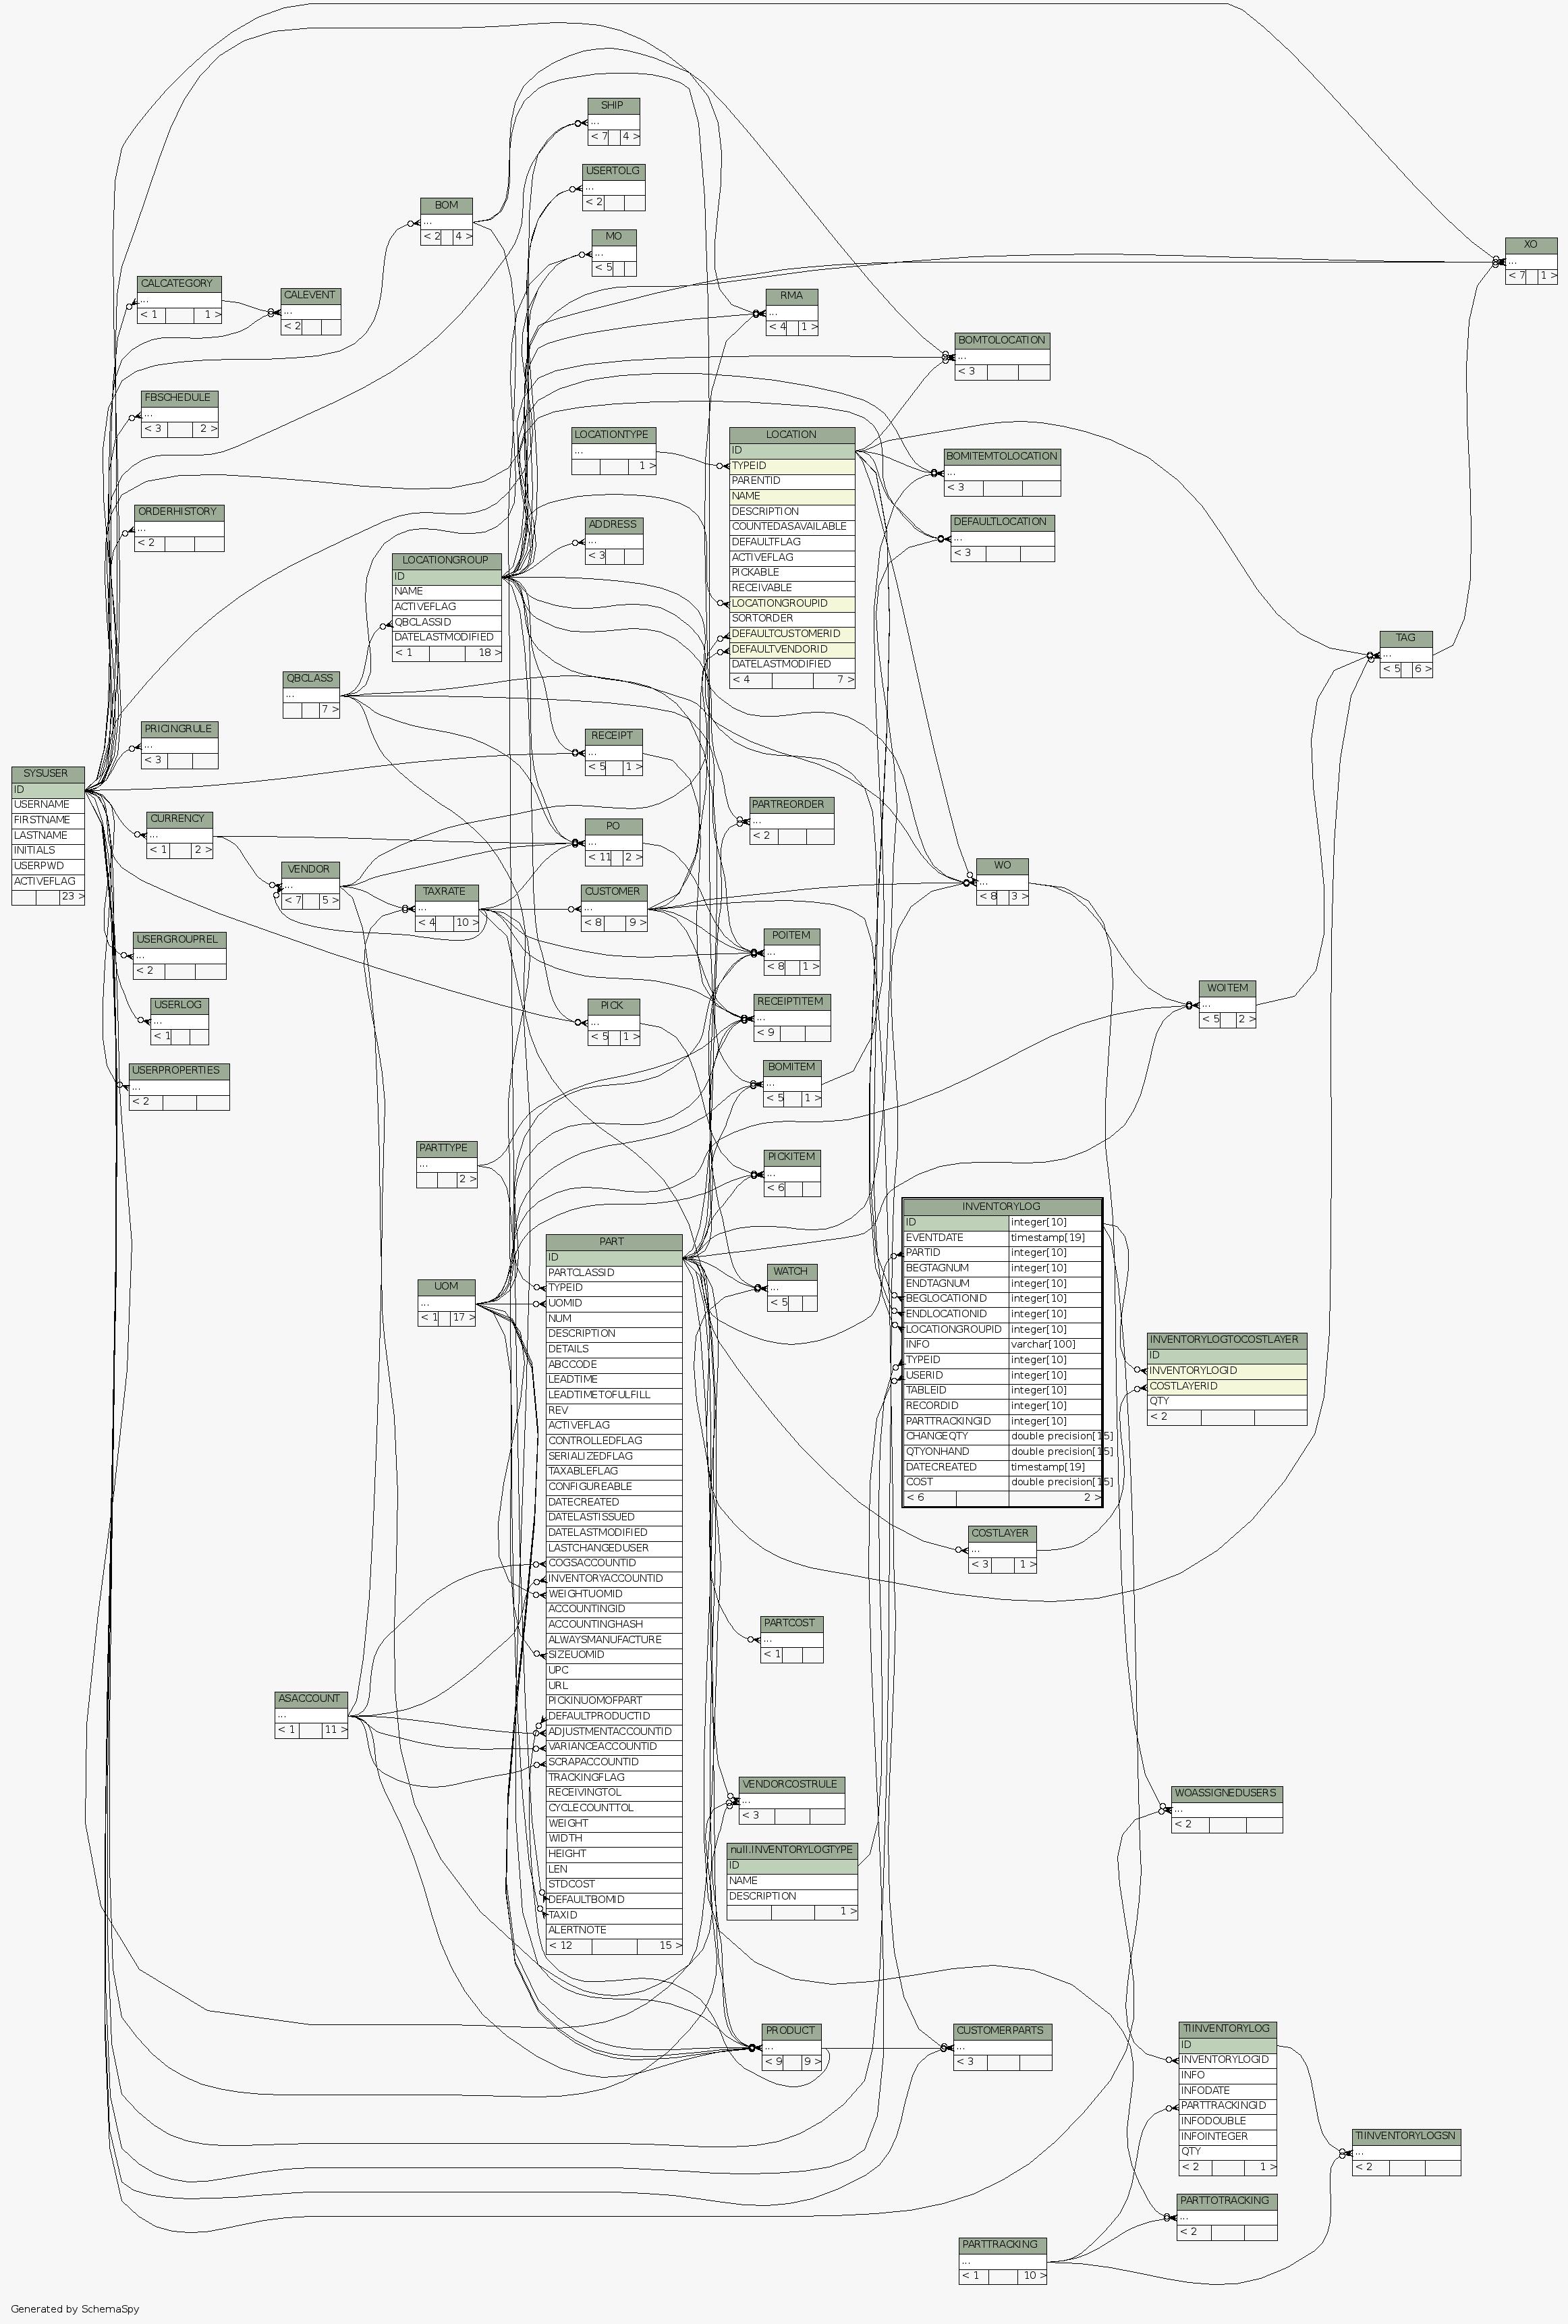 SHIP
...
< 7 4 >
USERTOLG
...
< 2
BOM
...
< 2 4 >
MO
...
< 5
XO
...
< 7 1 >
CALCATEGORY
...
< 1 1 >
CALEVENT
...
< 2
RMA
...
< 4 1 >
BOMTOLOCATION
...
< 3
FBSCHEDULE
...
< 3 2 >
LOCATIONTYPE
...
1 >
LOCATION
ID
TYPEID
PARENTID
NAME
DESCRIPTION
COUNTEDASAVAILABLE
DEFAULTFLAG
ACTIVEFLAG
PICKABLE
RECEIVABLE
LOCATIONGROUPID
SORTORDER
DEFAULTCUSTOMERID
DEFAULTVENDORID
DATELASTMODIFIED
< 4 7 >
BOMITEMTOLOCATION
...
< 3
ORDERHISTORY
...
< 2
ADDRESS
...
< 3
DEFAULTLOCATION
...
< 3
LOCATIONGROUP
ID
NAME
ACTIVEFLAG
QBCLASSID
DATELASTMODIFIED
< 1 18 >
TAG
...
< 5 6 >
QBCLASS
...
7 >
PRICINGRULE
...
< 3
RECEIPT
...
< 5 1 >
SYSUSER
ID
USERNAME
FIRSTNAME
LASTNAME
INITIALS
USERPWD
ACTIVEFLAG
23 >
CURRENCY
...
< 1 2 >
PARTREORDER
...
< 2
PO
...
< 11 2 >
VENDOR
...
< 7 5 >
WO
...
< 8 3 >
TAXRATE
...
< 4 10 >
CUSTOMER
...
< 8 9 >
USERGROUPREL
...
< 2
POITEM
...
< 8 1 >
USERLOG
...
< 1
PICK
...
< 5 1 >
RECEIPTITEM
...
< 9
WOITEM
...
< 5 2 >
USERPROPERTIES
...
< 2
BOMITEM
...
< 5 1 >
PARTTYPE
...
2 >
PICKITEM
...
< 6
INVENTORYLOG
ID integer[10]
EVENTDATE timestamp[19]
PARTID integer[10]
BEGTAGNUM integer[10]
ENDTAGNUM integer[10]
BEGLOCATIONID integer[10]
ENDLOCATIONID integer[10]
LOCATIONGROUPID integer[10]
INFO varchar[100]
TYPEID integer[10]
USERID integer[10]
TABLEID integer[10]
RECORDID integer[10]
PARTTRACKINGID integer[10]
CHANGEQTY double precision[15]
QTYONHAND double precision[15]
DATECREATED timestamp[19]
COST double precision[15]
< 6 2 >
PART
ID
PARTCLASSID
TYPEID
UOMID
NUM
DESCRIPTION
DETAILS
ABCCODE
LEADTIME
LEADTIMETOFULFILL
REV
ACTIVEFLAG
CONTROLLEDFLAG
SERIALIZEDFLAG
TAXABLEFLAG
CONFIGUREABLE
DATECREATED
DATELASTISSUED
DATELASTMODIFIED
LASTCHANGEDUSER
COGSACCOUNTID
INVENTORYACCOUNTID
WEIGHTUOMID
ACCOUNTINGID
ACCOUNTINGHASH
ALWAYSMANUFACTURE
SIZEUOMID
UPC
URL
PICKINUOMOFPART
DEFAULTPRODUCTID
ADJUSTMENTACCOUNTID
VARIANCEACCOUNTID
SCRAPACCOUNTID
TRACKINGFLAG
RECEIVINGTOL
CYCLECOUNTTOL
WEIGHT
WIDTH
HEIGHT
LEN
STDCOST
DEFAULTBOMID
TAXID
ALERTNOTE
< 12 15 >
WATCH
...
< 5
UOM
...
< 1 17 >
INVENTORYLOGTOCOSTLAYER
ID
INVENTORYLOGID
COSTLAYERID
QTY
< 2
COSTLAYER
...
< 3 1 >
PARTCOST
...
< 1
ASACCOUNT
...
< 1 11 >
VENDORCOSTRULE
...
< 3
WOASSIGNEDUSERS
...
< 2
null.INVENTORYLOGTYPE
ID
NAME
DESCRIPTION
1 >
PRODUCT
...
< 9 9 >
CUSTOMERPARTS
...
< 3
TIINVENTORYLOG
ID
INVENTORYLOGID
INFO
INFODATE
PARTTRACKINGID
INFODOUBLE
INFOINTEGER
QTY
< 2 1 >
TIINVENTORYLOGSN
...
< 2
PARTTOTRACKING
...
< 2
PARTTRACKING
...
< 1 10 >
Generated by SchemaSpy